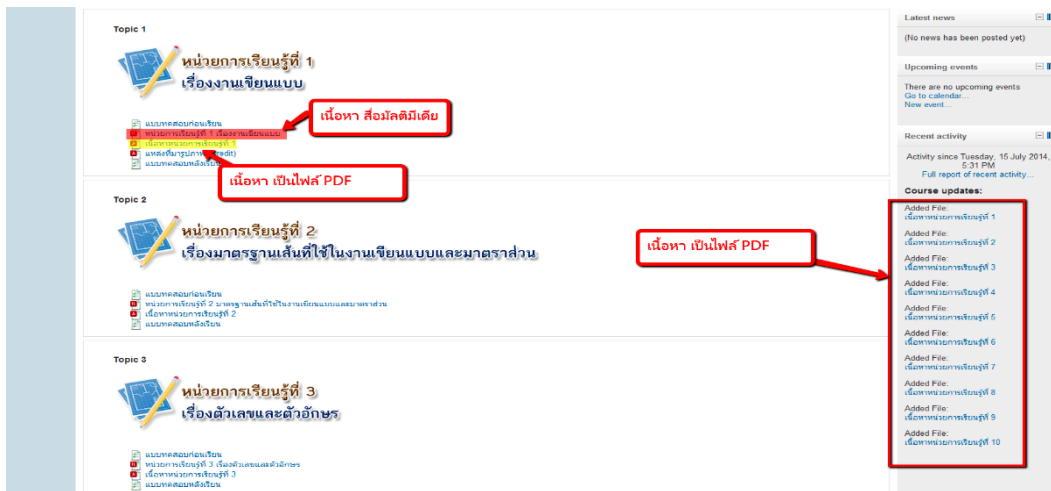 Topic 1
หน่วยการเรียนรู้ที่ 1
เรื่องงานเขียนแบบ
เนื้อหา สื่อมัลติมีเดีย
แบบทดสอบก่อนเรียน
หน่วยการเรียนรู้ที่ 1 เรื่องงานเขียนแบบ
เนื้อหาหน่วยการเรียนรู้ที่ 1
แหล่งที่มารูปภาพ
แบบทดสอบหลังเรียน
เนื้อหา เป็นไฟล์ PDF
Topic 2
หน่วยการเรียนรู้ที่ 2
เรื่องมาตรฐานเส้นที่ใช้ในงานเขียนแบบและมาตราส่วน
แบบทดสอบก่อนเรียน
หน่วยการเรียนรู้ที่ 2 มาตรฐานเส้นที่ใช้ในงานเขียนแบบและมาตราส่วน
เนื้อหาหน่วยการเรียนรู้ที่ 2
แบบทดสอบหลังเรียน
เนื้อหา เป็นไฟล์ PDF
Topic 3
หน่วยการเรียนรู้ที่ 3
เรื่องตัวเลขและตัวอักษร
แบบทดสอบก่อนเรียน
หน่วยการเรียนรู้ที่ 3 เรื่องตัวเลขและตัวอักษร
เนื้อหาหน่วยการเรียนรู้ที่ 3
แบบทดสอบหลังเรียน
Latest news
(No news has been posted yet)
Upcoming events
There are no upcoming events
Go to calendar...
New event...
Recent activity
Activity since Tuesday, 15 July 2014,
5:31 PM
Full report of recent activity...
Course updates:
Added File:
เนื้อหาหน่วยการเรียนรู้ที่ 1
Added File:
เนื้อหาหน่วยการเรียนรู้ที่ 2
Added File:
เนื้อหาหน่วยการเรียนรู้ที่ 3
Added File:
เนื้อหาหน่วยการเรียนรู้ที่ 4
Added File:
เนื้อหาหน่วยการเรียนรู้ที่ 5
Added File:
เนื้อหาหน่วยการเรียนรู้ที่ 6
Added File:
เนื้อหาหน่วยการเรียนรู้ที่ 7
Added File:
เนื้อหาหน่วยการเรียนรู้ที่ 8
Added File:
เนื้อหาหน่วยการเรียนรู้ที่ 9
Added File:
เนื้อหาหน่วยการเรียนรู้ที่ 10